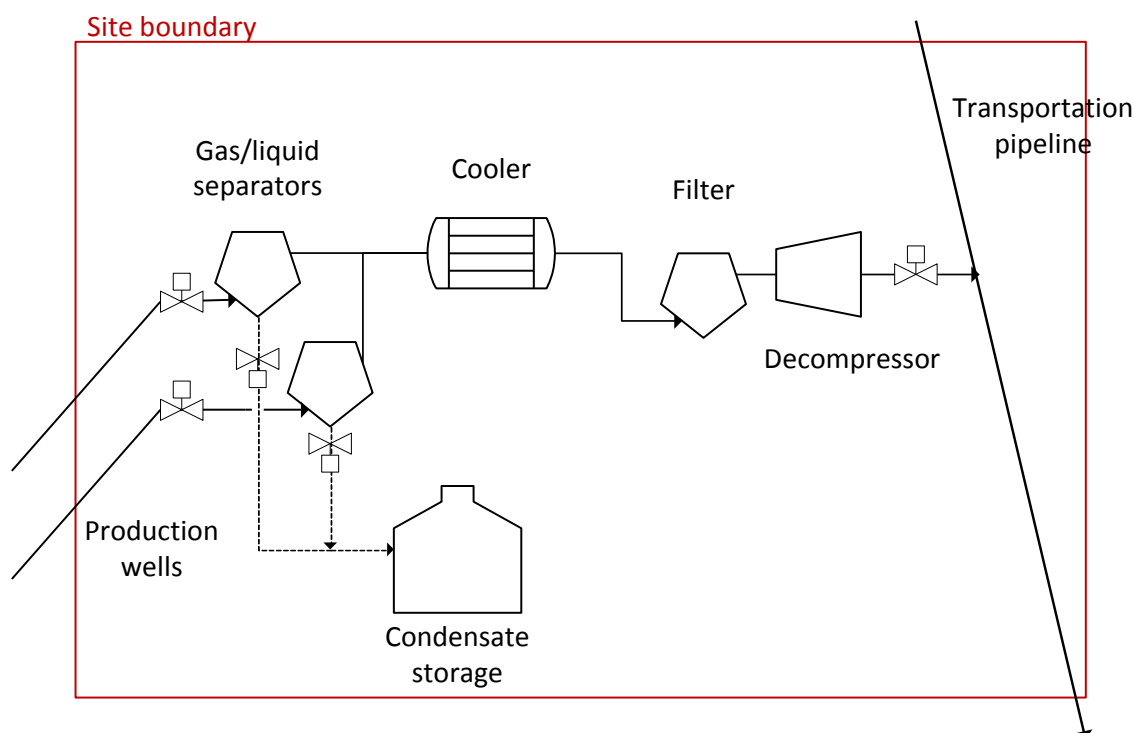 Site boundary
Transportation
pipeline
Gas/liquid
separators
Cooler
Filter
Decompressor
Production
wells
Condensate
storage